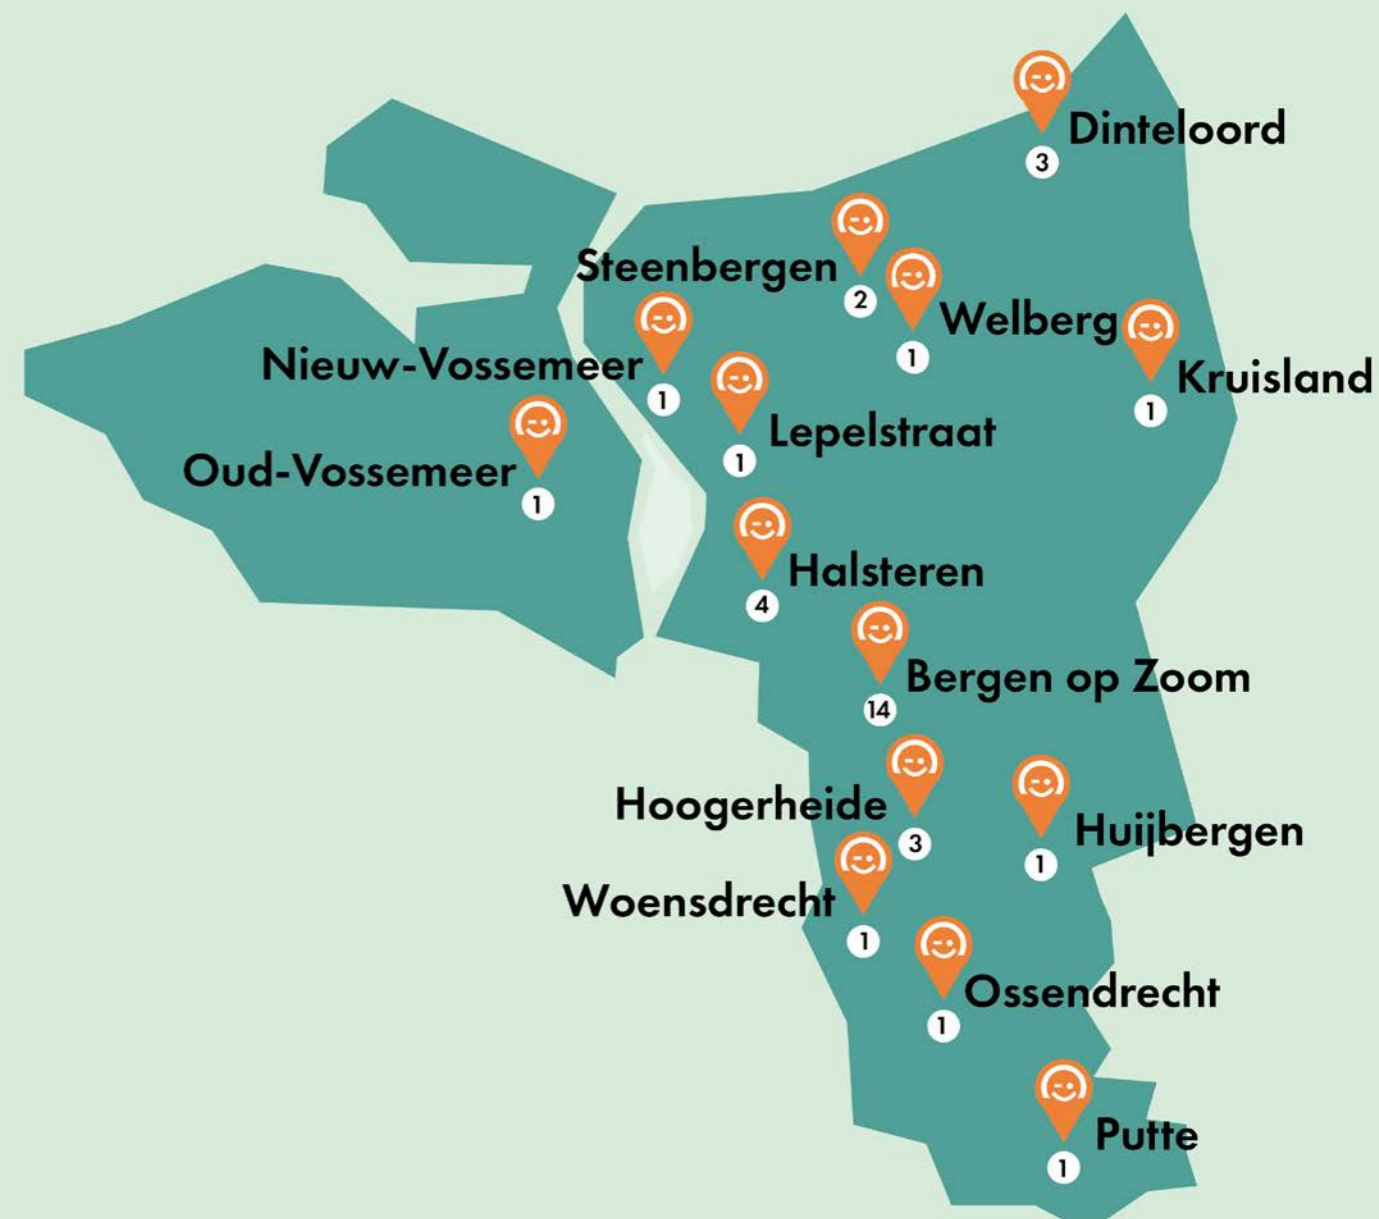 Dinteloord
3
Steenbergen
2
Welberg
1
Nieuw-Vossemeer
1
Kruisland
1
Lepelstraat
1
Oud-Vossemeer
1
Halsteren
4
Bergen op Zoom
14
Hoogerheide
3
Huijbergen
1
Woensdrecht
1
Ossendrecht
1
Putte
1